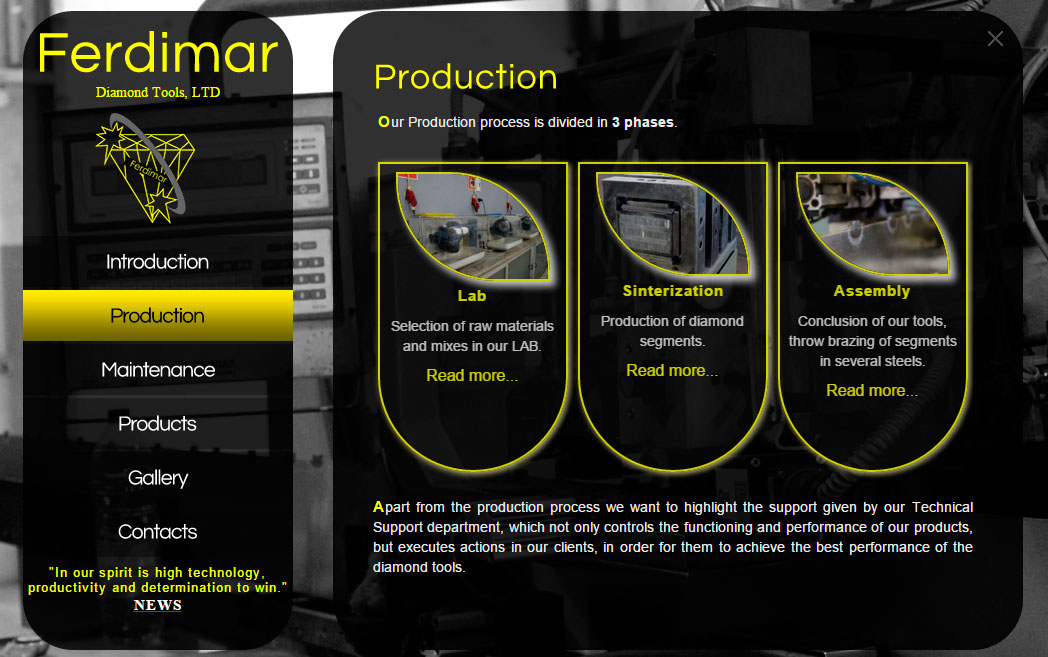 Ferdimar
Diamond Tools, LTD
Ferdimar
Introduction
Production
Maintenance
Products
Gallery
Contacts
"In our spirit is high technology,
productivity and determination to win."
NEWS
Production
Our Production process is divided in 3 phases.
Lab
Selection of raw materials
and mixes in our LAB.
Read more...
Sinterization
Production of diamond
segments.
Read more...
Assembly
Conclusion of our tools,
throw brazing of segments
in several steels.
Read more...
Apart from the production process we want to highlight the support given by our Technical
Support department, which not only controls the functioning and performance of our products,
but executes actions in our clients, in order for them to achieve the best performance of the
diamond tools.